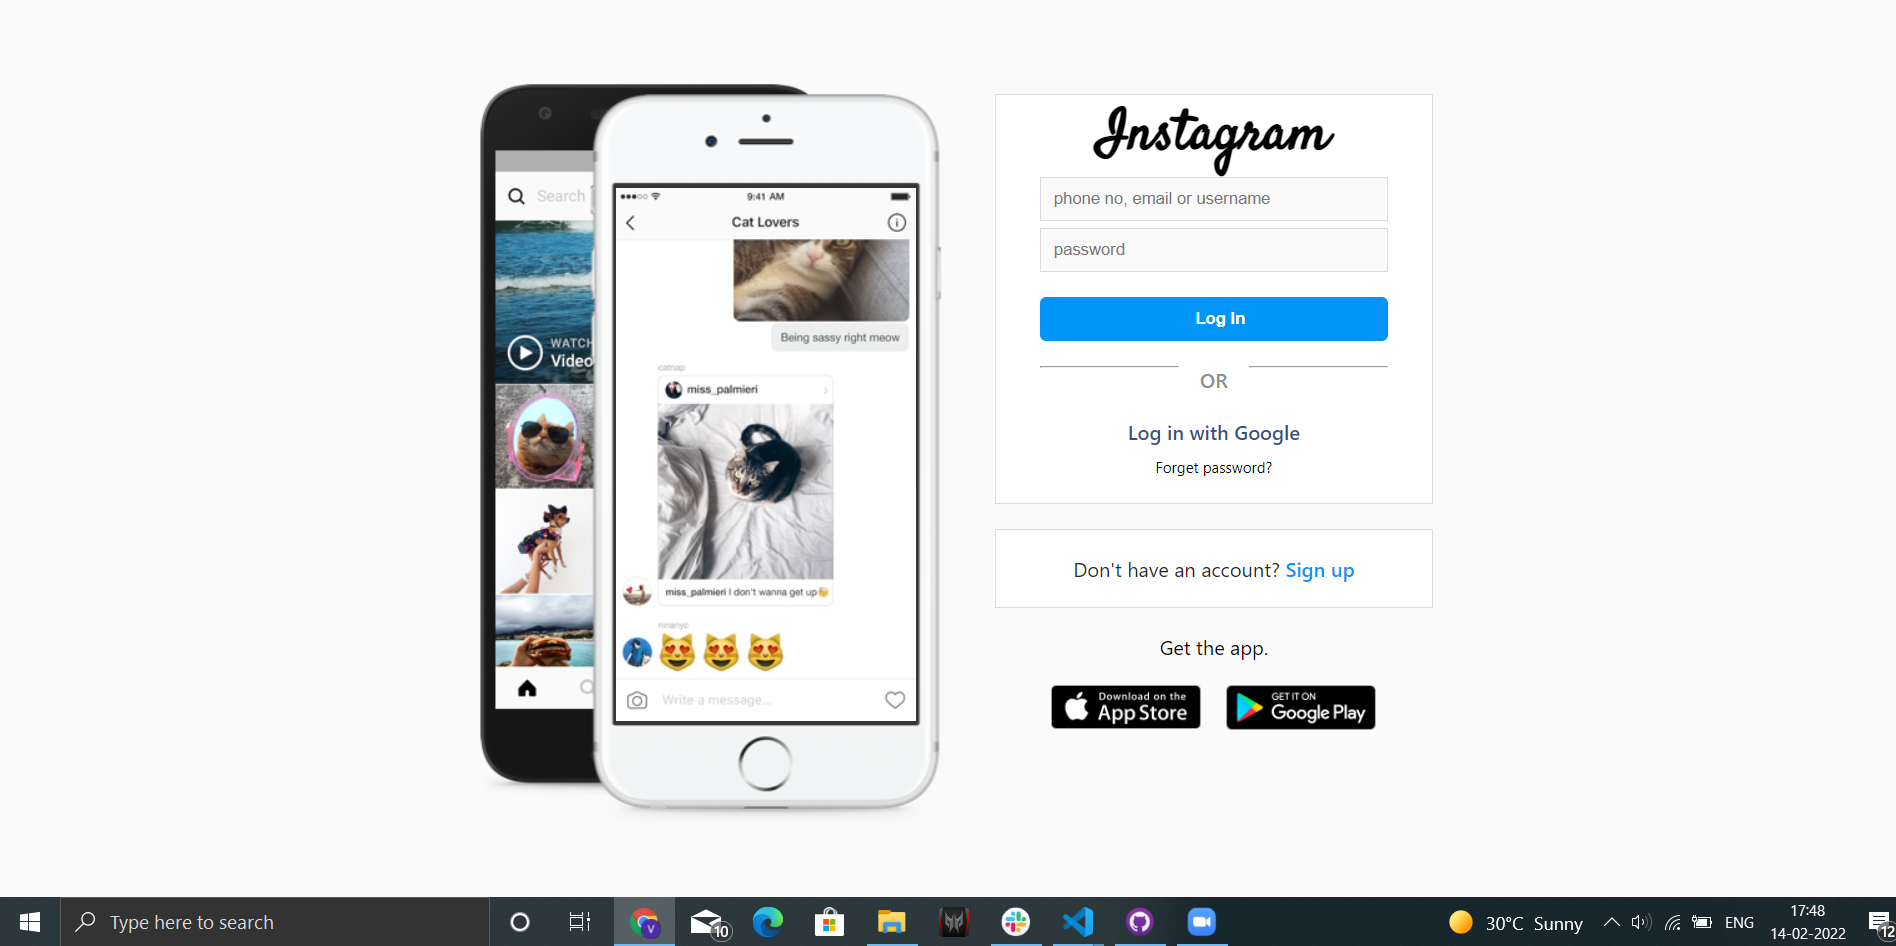 Search
WATCH
Video
9:41 AM
Cat Lovers
Being sassy right meow
catnap
miss_palmieri
miss_palmieri I don't wanna get up
ninanyc
Write a message...
Instagram
phone no, email or username
password
Log In
OR
Log in with Google
Forget password?
Don't have an account? Sign up
Get the app.
Download on the
App Store
GET IT ON
Google Play
Type here to search
V
10
30°C Sunny
ENG
17:48
14-02-2022
12